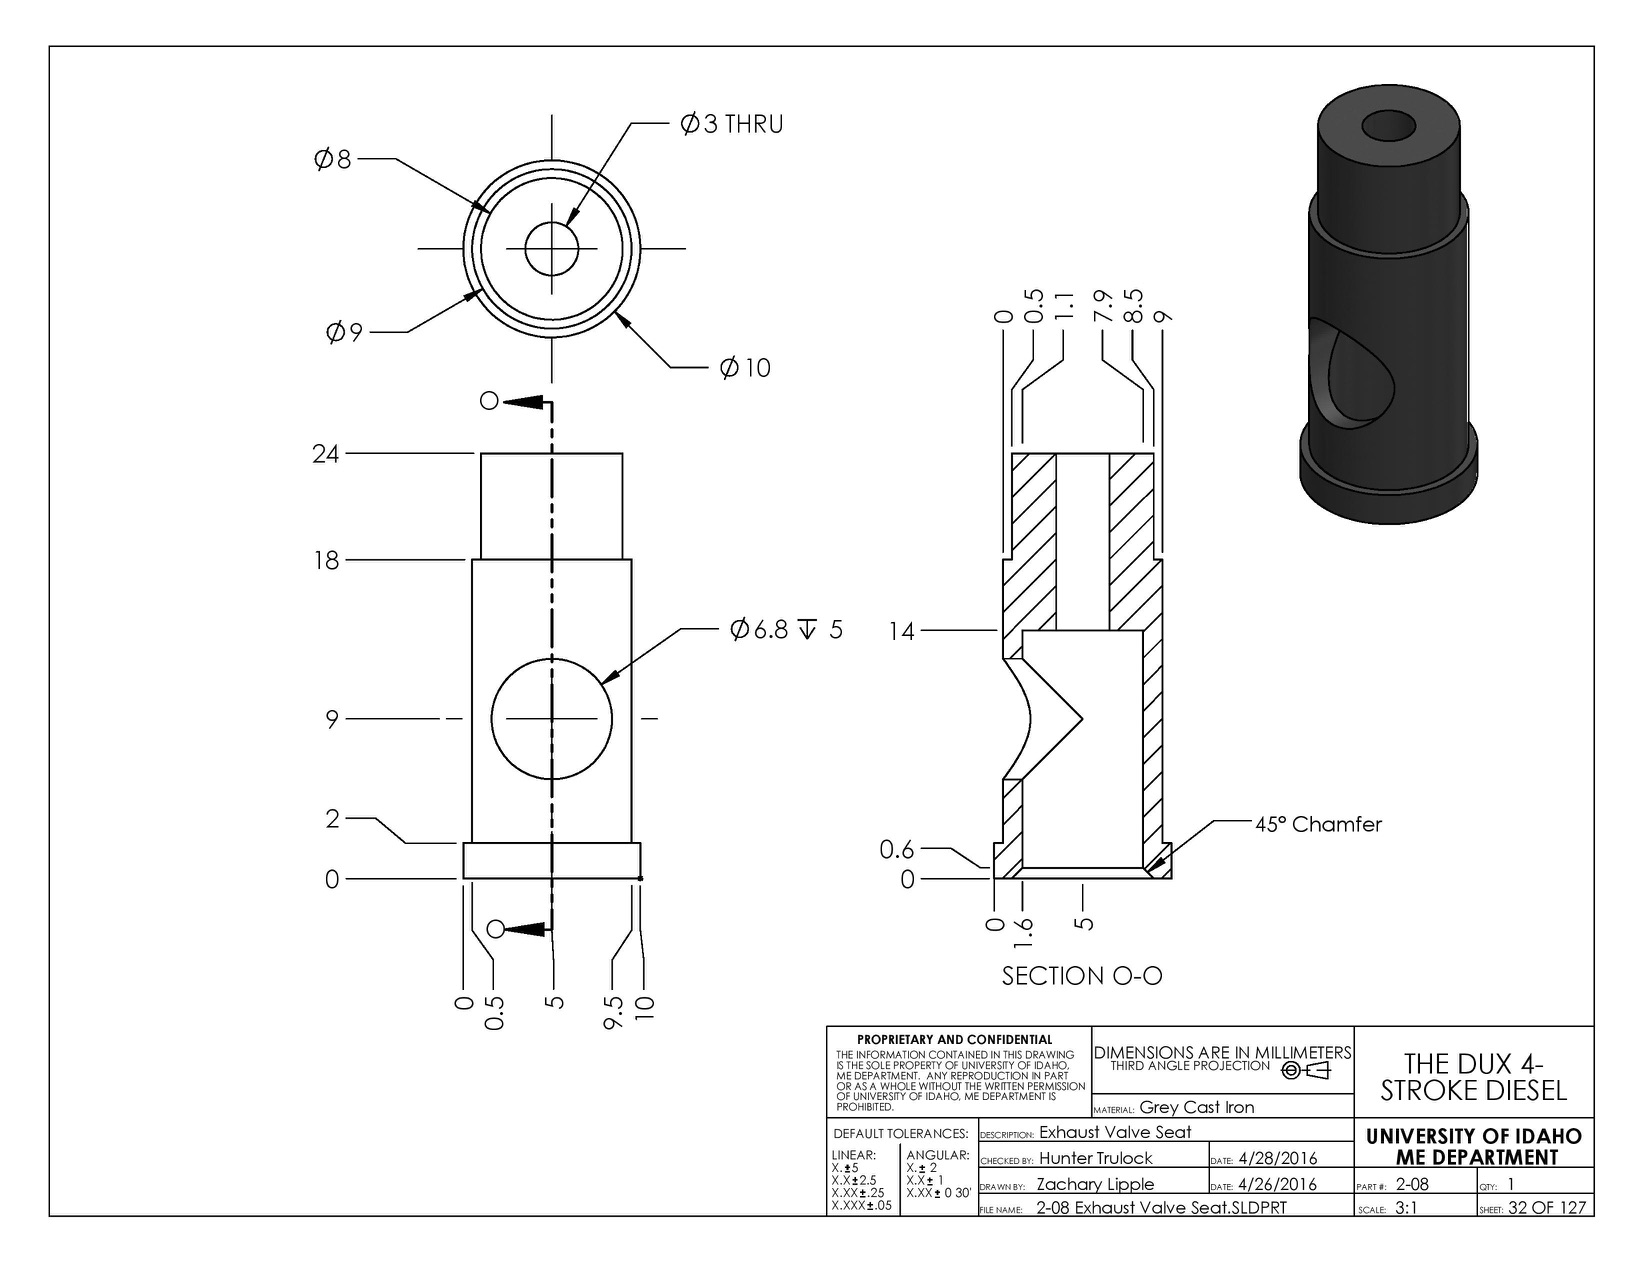 ⌀3 THRU
⌀8
⌀9
⌀10
O
24
18
⌀6.8 ↧ 5
9
2
0
O
0 0.5 5 9.5 10
0 0.5 1.1 7.9 8.5 9
14
45° Chamfer
0.6
0
0 1.6 5
SECTION O-O
PROPRIETARY AND CONFIDENTIAL
THE INFORMATION CONTAINED IN THIS DRAWING
IS THE SOLE PROPERTY OF UNIVERSITY OF IDAHO,
ME DEPARTMENT. ANY REPRODUCTION IN PART
OR AS A WHOLE WITHOUT THE WRITTEN PERMISSION
OF UNIVERSITY OF IDAHO, ME DEPARTMENT IS
PROHIBITED.
DIMENSIONS ARE IN MILLIMETERS
THIRD ANGLE PROJECTION
MATERIAL: Grey Cast Iron
THE DUX 4-
STROKE DIESEL
DEFAULT TOLERANCES:
LINEAR:
X.±5
X.X±2.5
X.XX±.25
X.XXX±.05
ANGULAR:
X.± 2
X.X± 1
X.XX± 0 30'
DESCRIPTION: Exhaust Valve Seat
CHECKED BY: Hunter Trulock DATE: 4/28/2016
DRAWN BY: Zachary Lipple DATE: 4/26/2016
FILE NAME: 2-08 Exhaust Valve Seat.SLDPRT
UNIVERSITY OF IDAHO
ME DEPARTMENT
PART #: 2-08 QTY: 1
SCALE: 3:1 SHEET: 32 OF 127